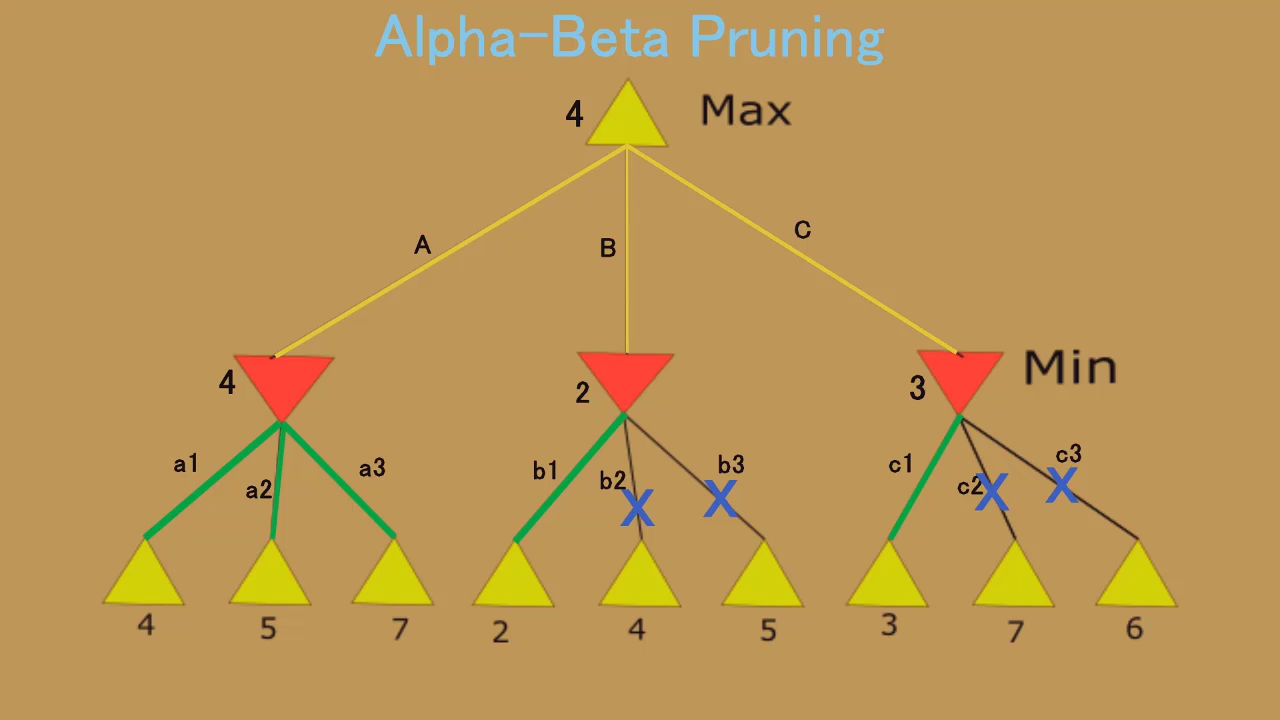 Alpha-Beta Pruning
4 Max
A B C
4 2 3 Min
a1 a2 a3 b1 b2 b3 c1 c2 c3
X X X X
4 5 7 2 4 5 3 7 6